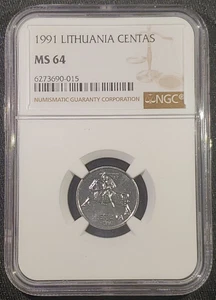 1991 LITHUANIA CENTAS
MS 64
6273690-015
NUMISMATIC GUARANTY CORPORATION
NGC